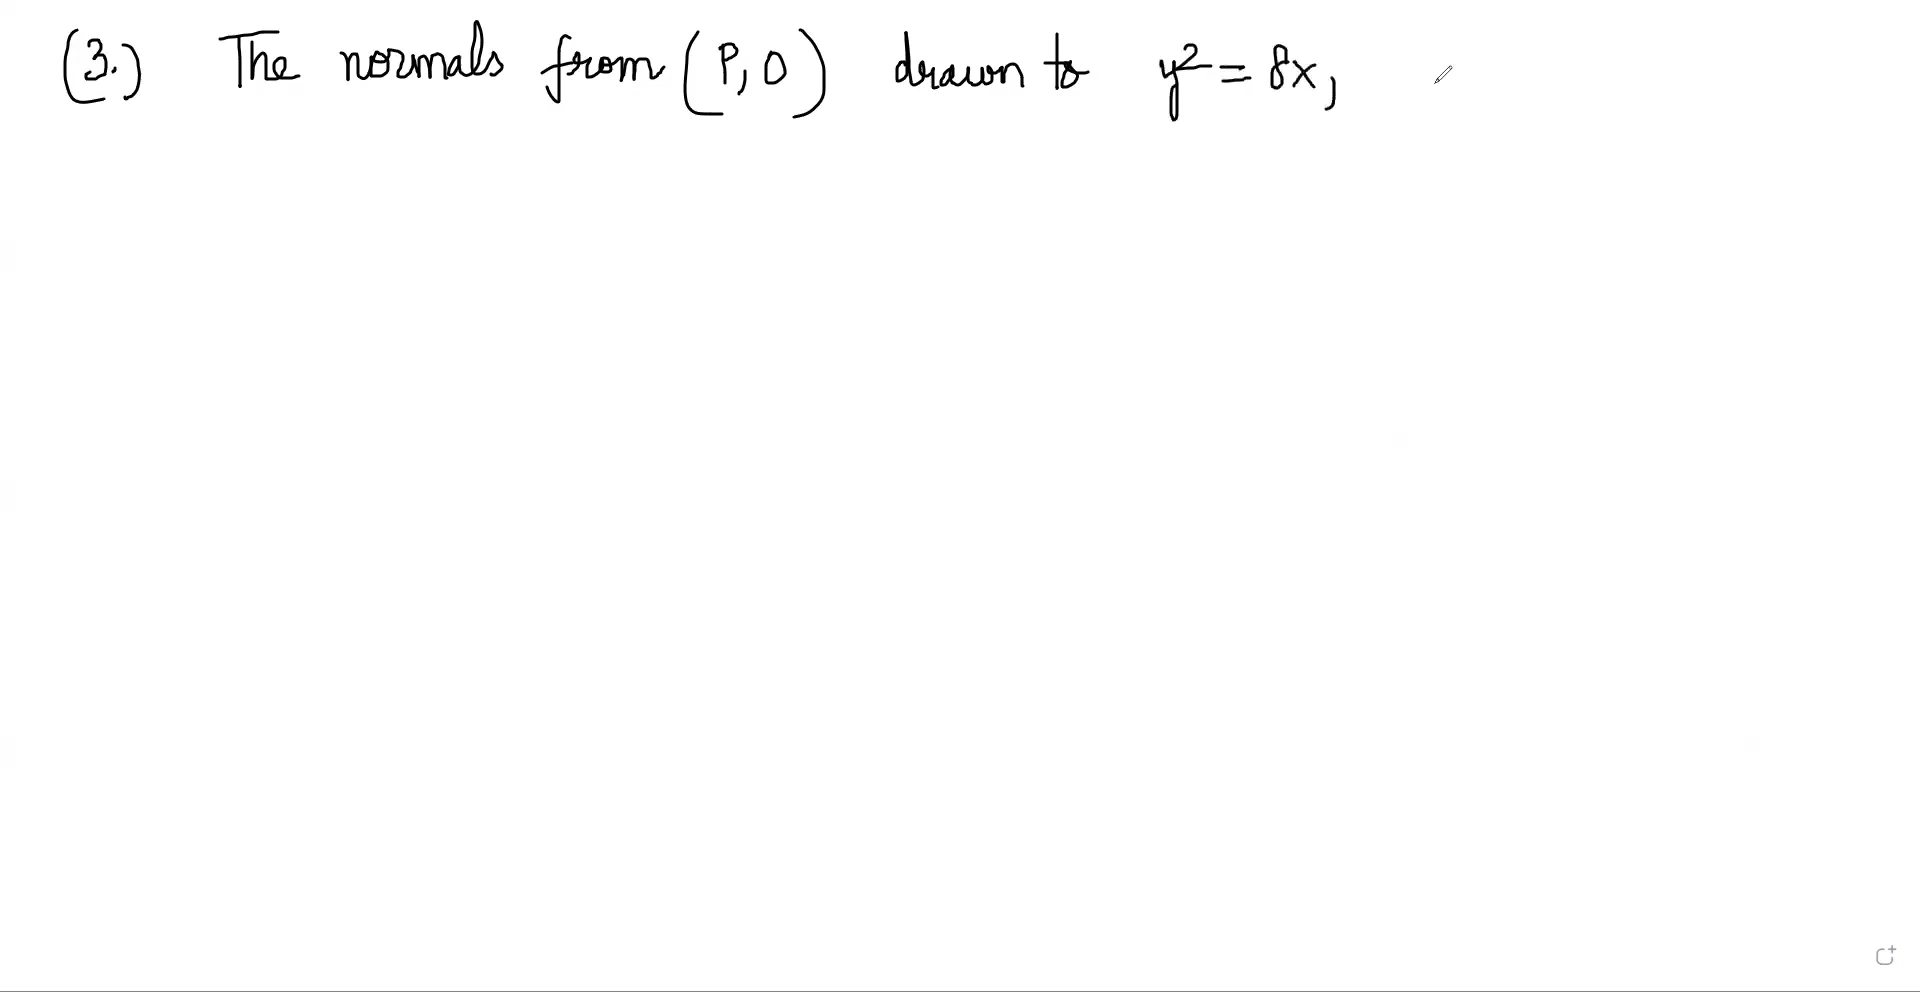 (3.) The normals from (P, 0) drawn to y² = 8x,